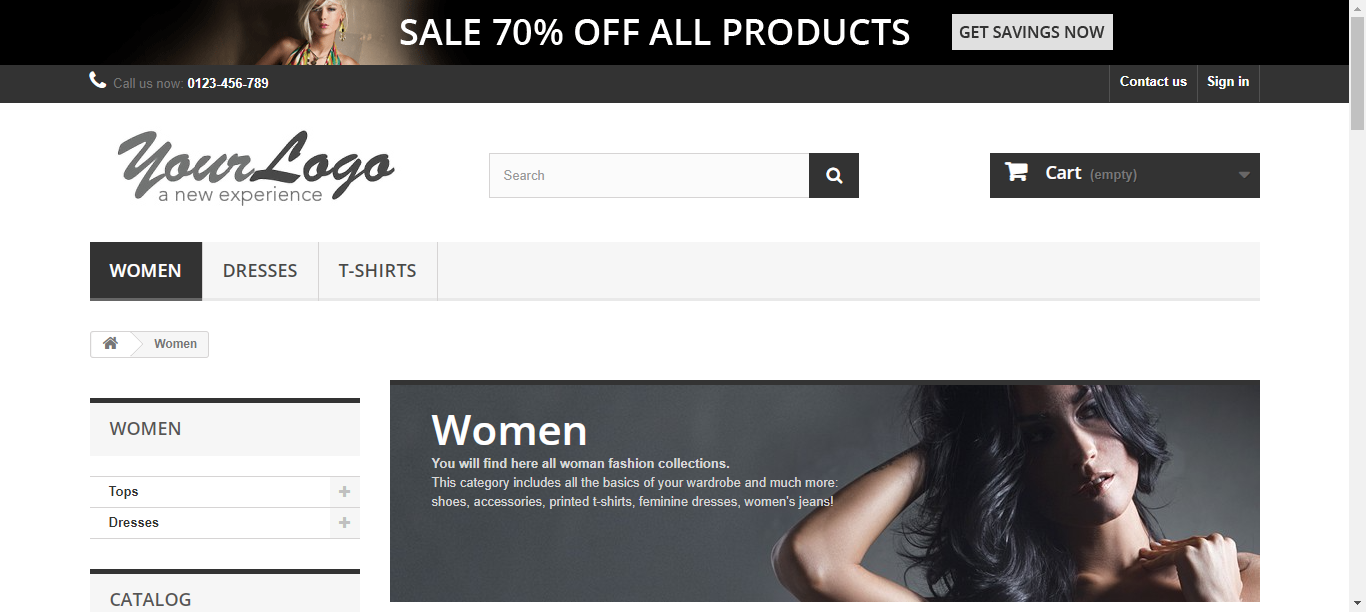 SALE 70% OFF ALL PRODUCTS GET SAVINGS NOW
Call us now: 0123-456-789 Contact us Sign in
YourLogo
a new experience
Search
Cart (empty)
WOMEN DRESSES T-SHIRTS
Women
WOMEN
Tops
Dresses
CATALOG
Women
You will find here all woman fashion collections.
This category includes all the basics of your wardrobe and much more:
shoes, accessories, printed t-shirts, feminine dresses, women's jeans!